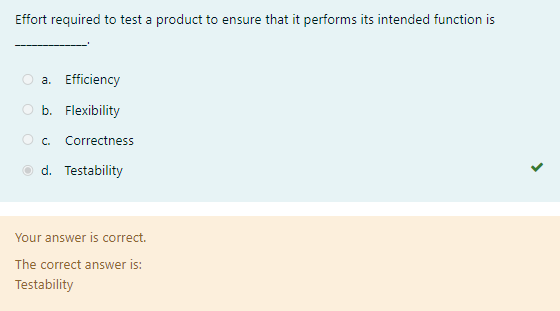 Effort required to test a product to ensure that it performs its intended function is
_____________.
a. Efficiency
b. Flexibility
c. Correctness
d. Testability
Your answer is correct.
The correct answer is:
Testability